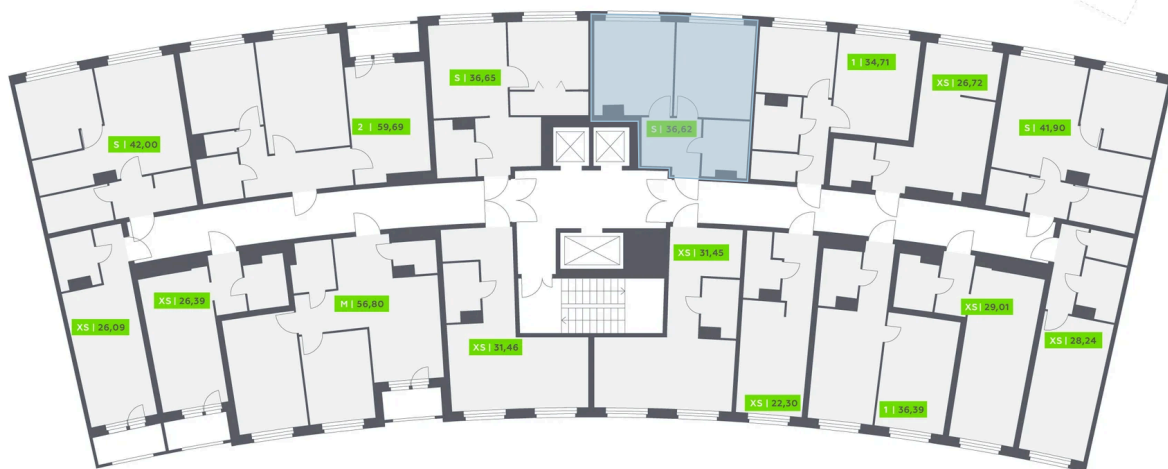 S | 42,00
2 | 59,69
S | 36,65
S | 36,62
1 | 34,71
XS | 26,72
S | 41,90
XS | 26,09
XS | 26,39
M | 56,80
XS | 31,46
XS | 31,45
XS | 22,30
1 | 36,39
XS | 29,01
XS | 28,24